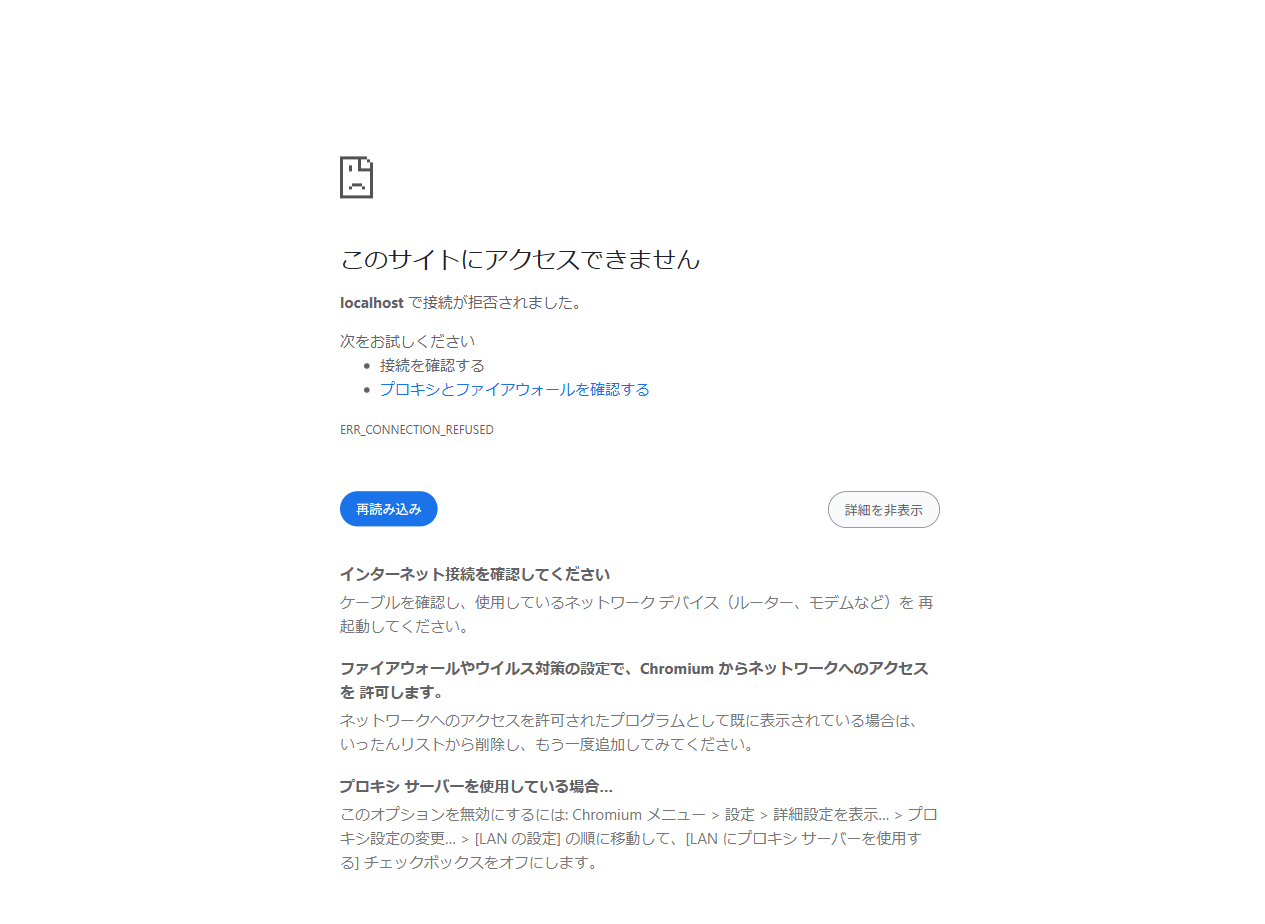 このサイトにアクセスできません
localhost で接続が拒否されました。
次をお試しください
接続を確認する
プロキシとファイアウォールを確認する
ERR_CONNECTION_REFUSED
再読み込み
詳細を非表示
インターネット接続を確認してください
ケーブルを確認し、使用しているネットワーク デバイス（ルーター、モデムなど）を 再
起動してください。
ファイアウォールやウイルス対策の設定で、Chromium からネットワークへのアクセス
を 許可します。
ネットワークへのアクセスを許可されたプログラムとして既に表示されている場合は、
いったんリストから削除し、もう一度追加してみてください。
プロキシ サーバーを使用している場合...
このオプションを無効にするには: Chromium メニュー > 設定 > 詳細設定を表示... > プロ
キシ設定の変更... > [LAN の設定] の順に移動して、[LAN にプロキシ サーバーを使用す
る] チェックボックスをオフにします。